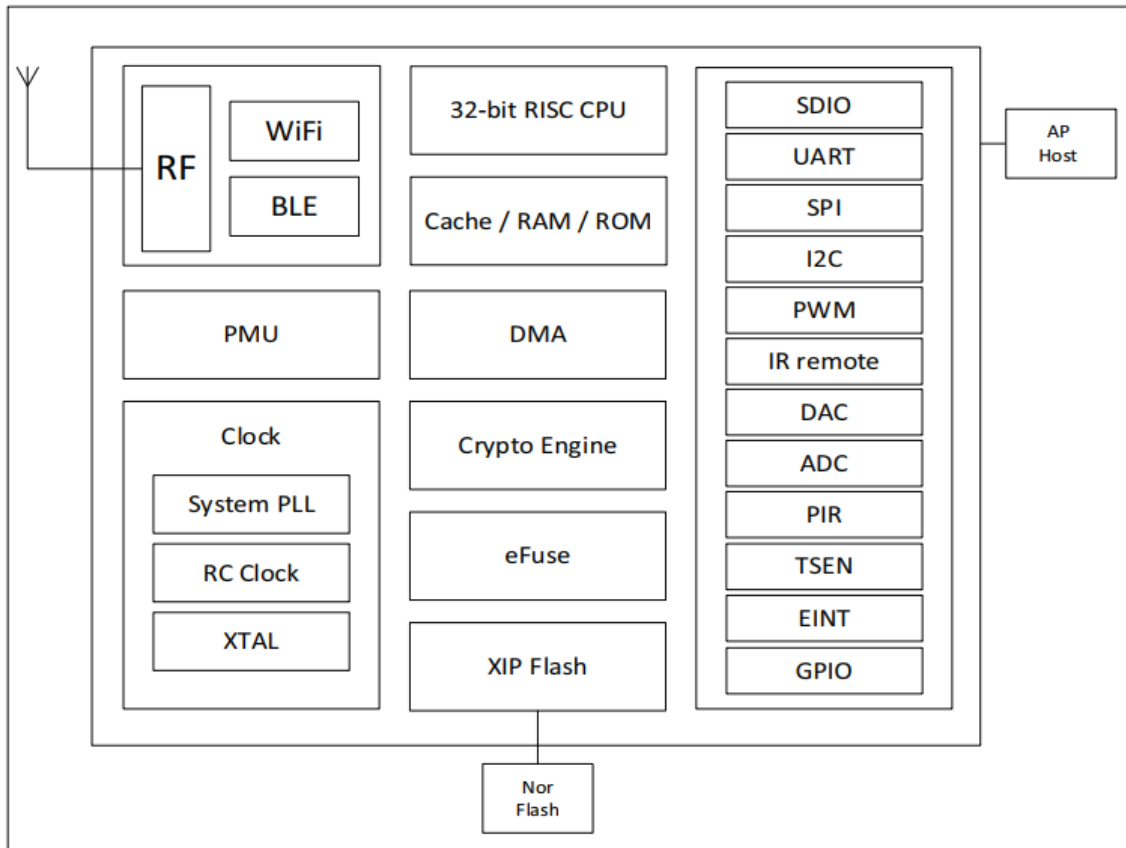 RF
WiFi
BLE
PMU
Clock
System PLL
RC Clock
XTAL
32-bit RISC CPU
Cache / RAM / ROM
DMA
Crypto Engine
eFuse
XIP Flash
Nor
Flash
SDIO
UART
SPI
I2C
PWM
IR remote
DAC
ADC
PIR
TSEN
EINT
GPIO
AP
Host